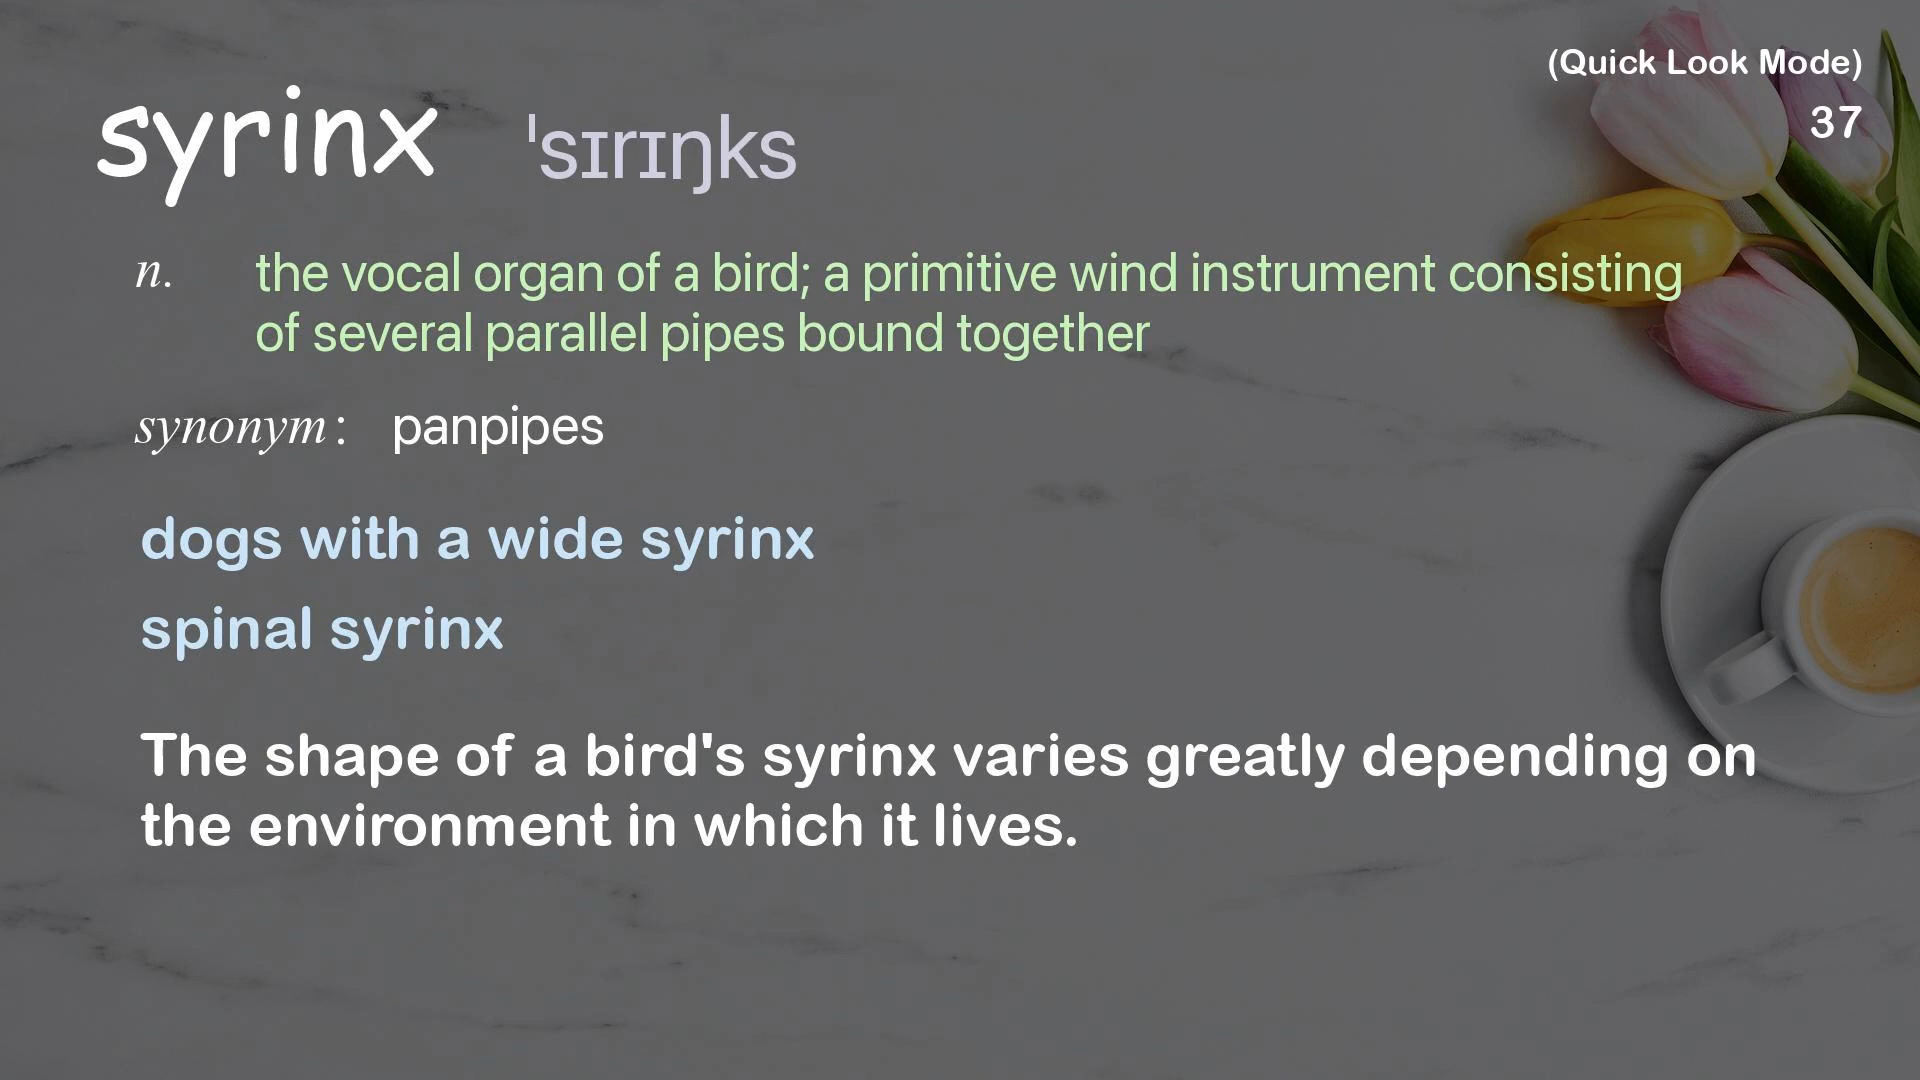 (Quick Look Mode)
37
syrinx ˈsɪrɪŋks
n. the vocal organ of a bird; a primitive wind instrument consisting
of several parallel pipes bound together
synonym: panpipes
dogs with a wide syrinx
spinal syrinx
The shape of a bird's syrinx varies greatly depending on
the environment in which it lives.